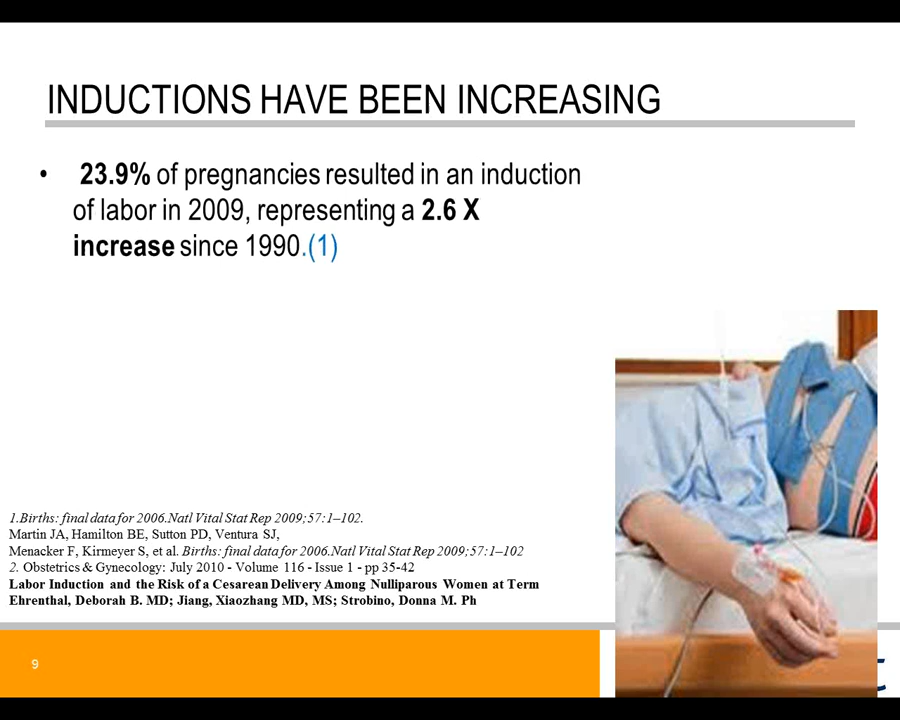 INDUCTIONS HAVE BEEN INCREASING
• 23.9% of pregnancies resulted in an induction
of labor in 2009, representing a 2.6 X
increase since 1990.(1)
1.Births: final data for 2006.Natl Vital Stat Rep 2009;57:1–102.
Martin JA, Hamilton BE, Sutton PD, Ventura SJ,
Menacker F, Kirmeyer S, et al. Births: final data for 2006.Natl Vital Stat Rep 2009;57:1–102
2. Obstetrics & Gynecology: July 2010 - Volume 116 - Issue 1 - pp 35-42
Labor Induction and the Risk of a Cesarean Delivery Among Nulliparous Women at Term
Ehrenthal, Deborah B. MD; Jiang, Xiaozhang MD, MS; Strobino, Donna M. Ph
9